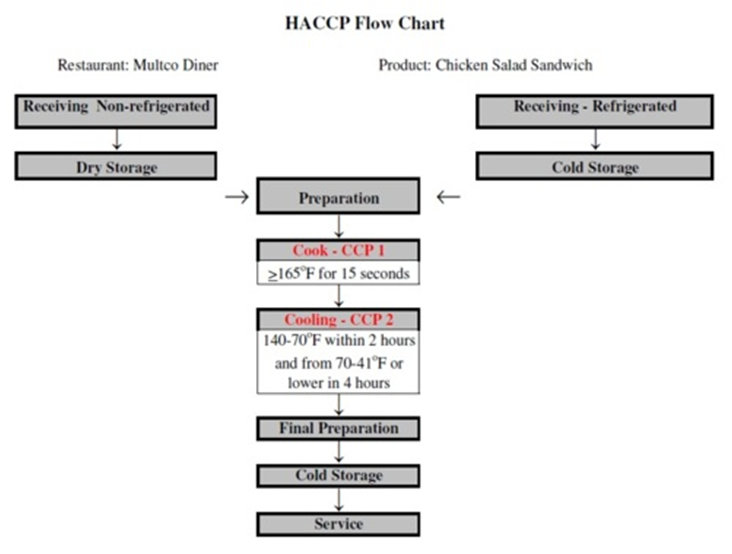 HACCP Flow Chart
Restaurant: Multco Diner
Product: Chicken Salad Sandwich
Receiving Non-refrigerated
Receiving - Refrigerated
Dry Storage
Cold Storage
Preparation
Cook - CCP 1
≥165°F for 15 seconds
Cooling - CCP 2
140-70°F within 2 hours
and from 70-41°F or
lower in 4 hours
Final Preparation
Cold Storage
Service